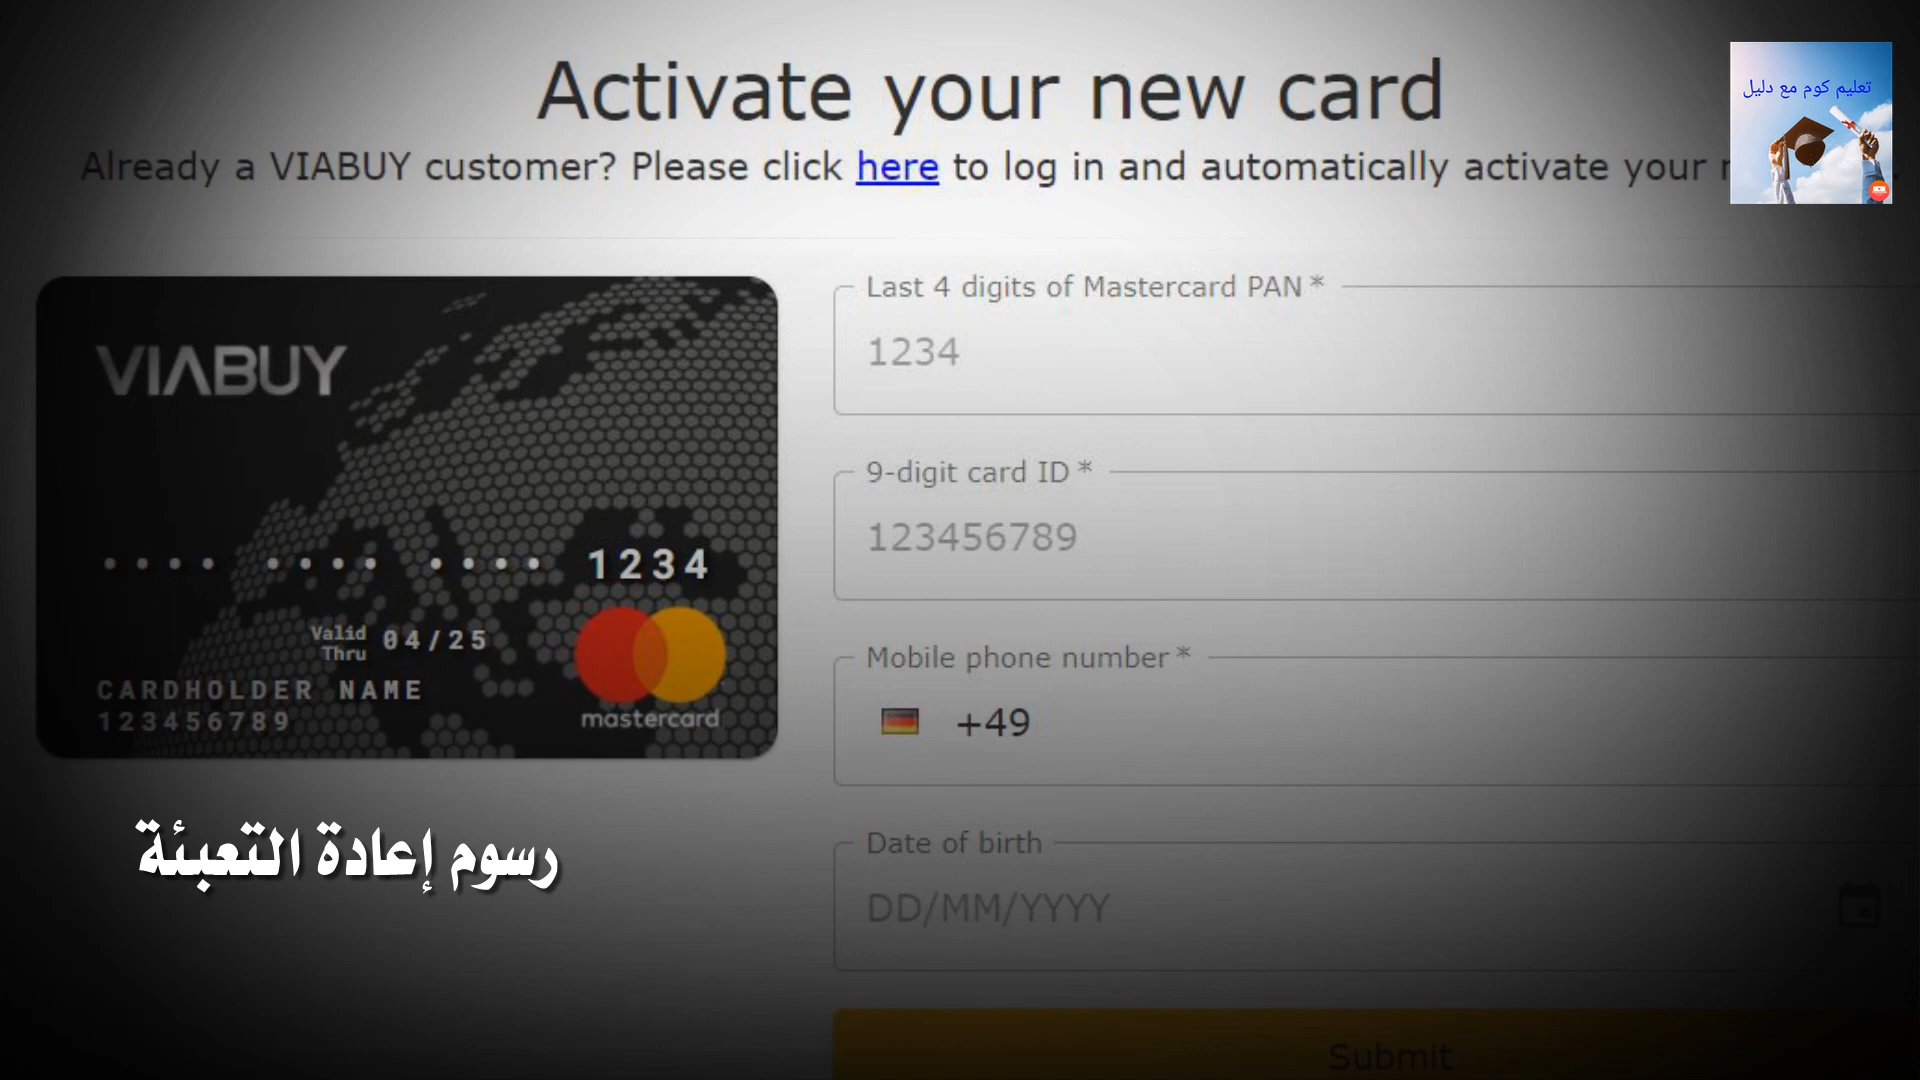 Activate your new card
Already a VIABUY customer? Please click here to log in and automatically activate your
تعليم كوم مع دليل
VIABUY
•••• •••• •••• 1234
Valid Thru 04/25
CARDHOLDER NAME
123456789
mastercard
Last 4 digits of Mastercard PAN *
1234
9-digit card ID *
123456789
Mobile phone number *
+49
Date of birth
DD/MM/YYYY
Submit
رسوم إعادة التعبئة